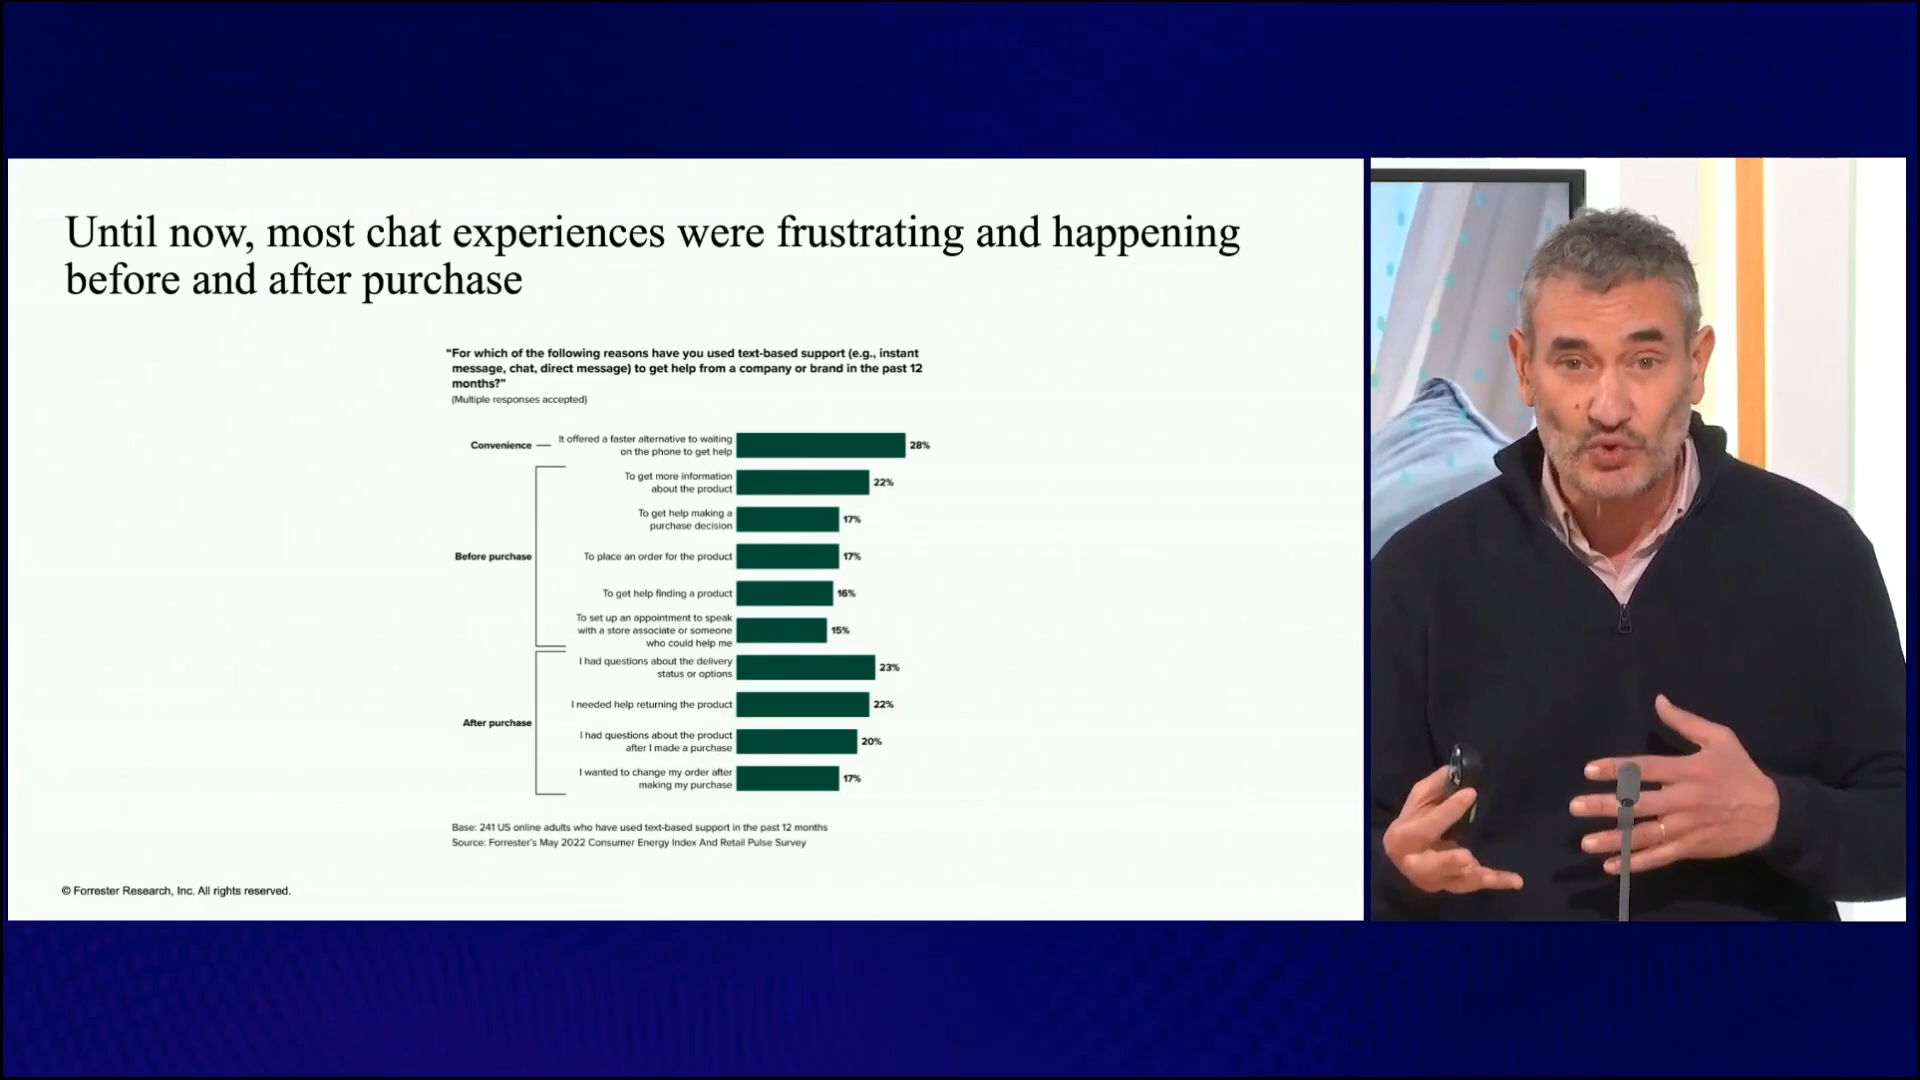 Until now, most chat experiences were frustrating and happening
before and after purchase
"For which of the following reasons have you used text-based support (e.g., instant
message, chat, direct message) to get help from a company or brand in the past 12
months?"
(Multiple responses accepted)
Convenience
It offered a faster alternative to waiting
on the phone to get help
28%
Before purchase
To get more information
about the product
22%
To get help making a
purchase decision
17%
To place an order for the product
17%
To get help finding a product
16%
To set up an appointment to speak
with a store associate or someone
who could help me
15%
After purchase
I had questions about the delivery
status or options
23%
I needed help returning the product
22%
I had questions about the product
after I made a purchase
20%
I wanted to change my order after
making my purchase
17%
Base: 241 US online adults who have used text-based support in the past 12 months
Source: Forrester's May 2022 Consumer Energy Index And Retail Pulse Survey
© Forrester Research, Inc. All rights reserved.